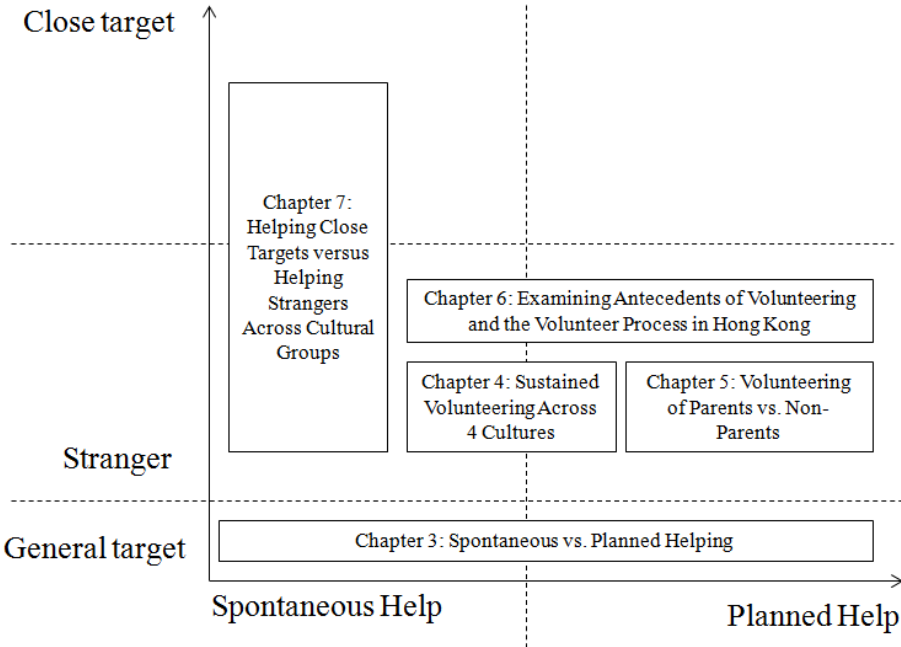 Close target
Chapter 7:
Helping Close
Targets versus
Helping
Strangers
Across Cultural
Groups
Chapter 6: Examining Antecedents of Volunteering
and the Volunteer Process in Hong Kong
Chapter 4: Sustained
Volunteering Across
4 Cultures
Chapter 5: Volunteering
of Parents vs. Non-
Parents
Stranger
General target
Chapter 3: Spontaneous vs. Planned Helping
Spontaneous Help
Planned Help